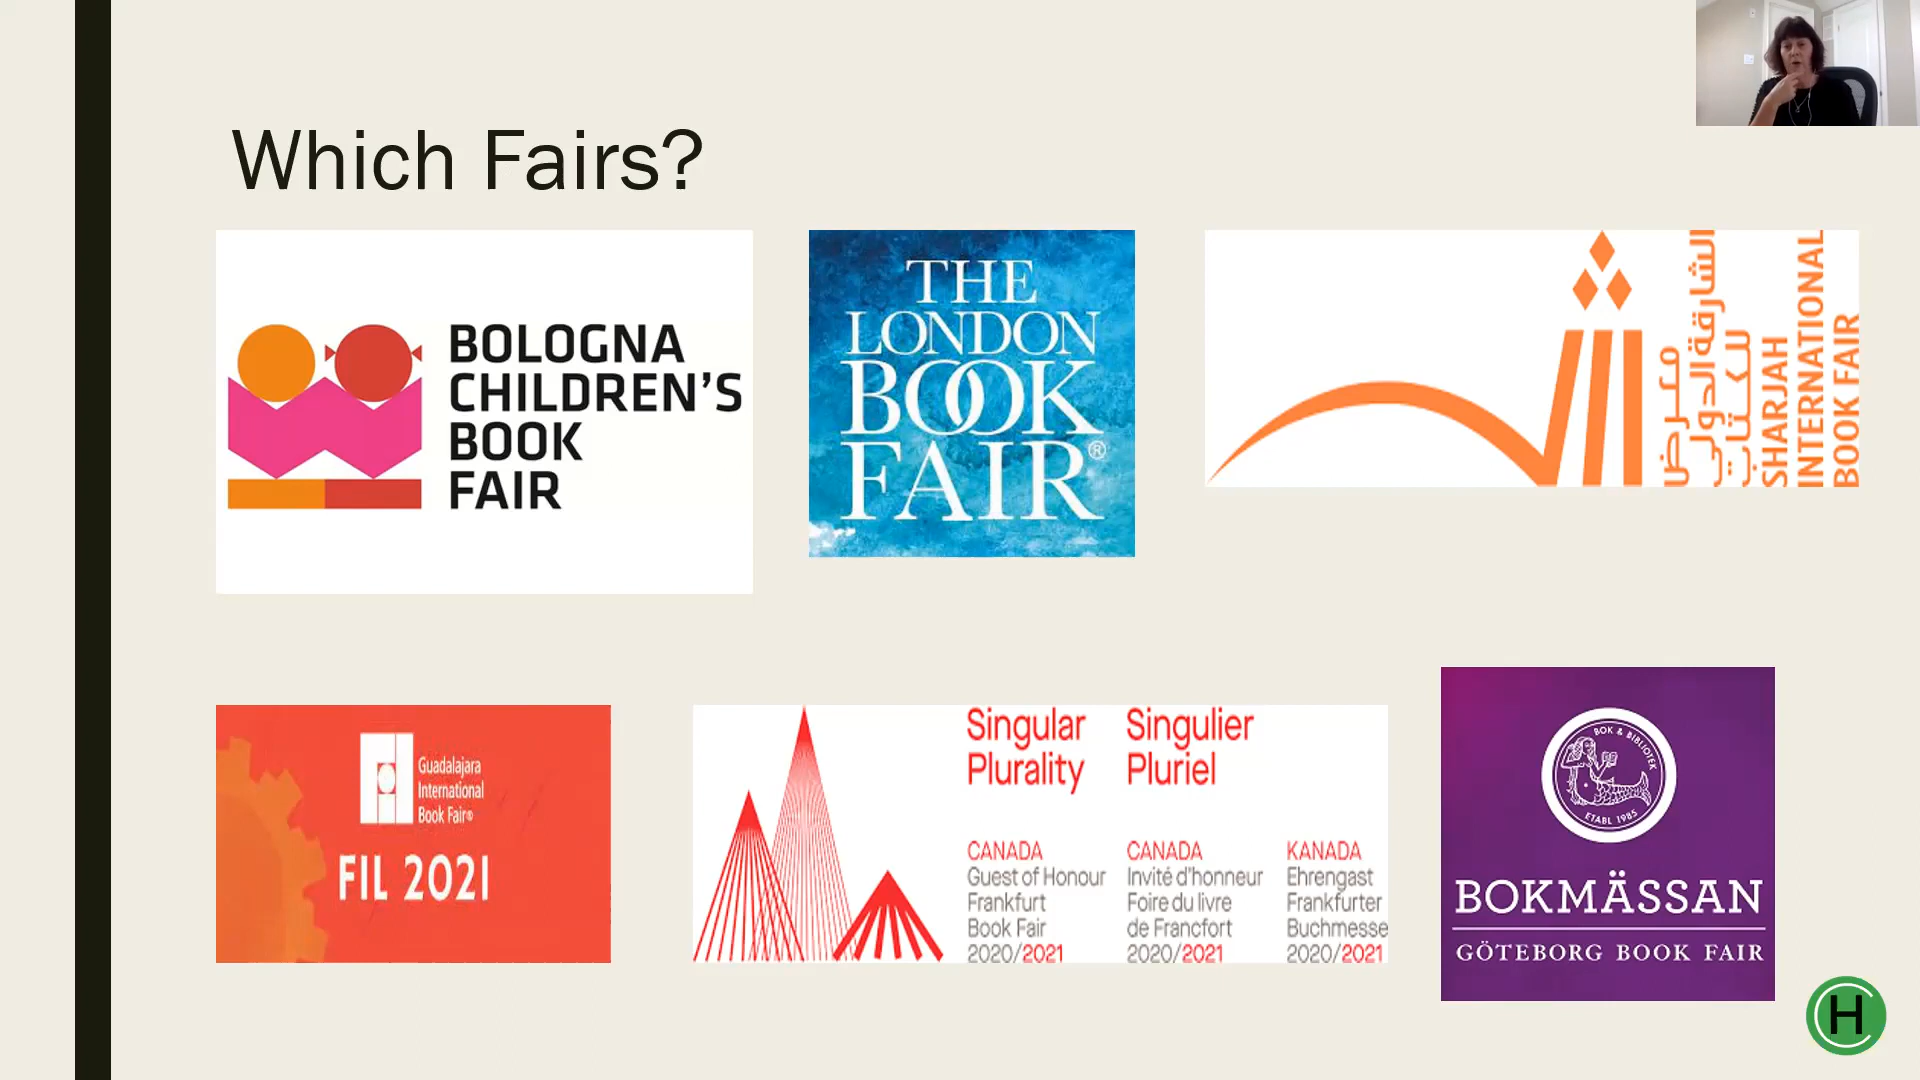 Which Fairs?
BOLOGNA
CHILDREN'S
BOOK
FAIR
THE
LONDON
BOOK
FAIR®
معرض
الشارقة الدولي
للكتاب
SHARJAH
INTERNATIONAL
BOOK FAIR
Guadalajara
International
Book Fair®
FIL 2021
Singular
Plurality
Singulier
Pluriel
CANADA
Guest of Honour
Frankfurt
Book Fair
2020/2021
CANADA
Invité d'honneur
Foire du livre
de Francfort
2020/2021
KANADA
Ehrengast
Frankfurter
Buchmesse
2020/2021
BOK & BIBLIOTEK
ETABL 1985
BOKMÄSSAN
GÖTEBORG BOOK FAIR
H